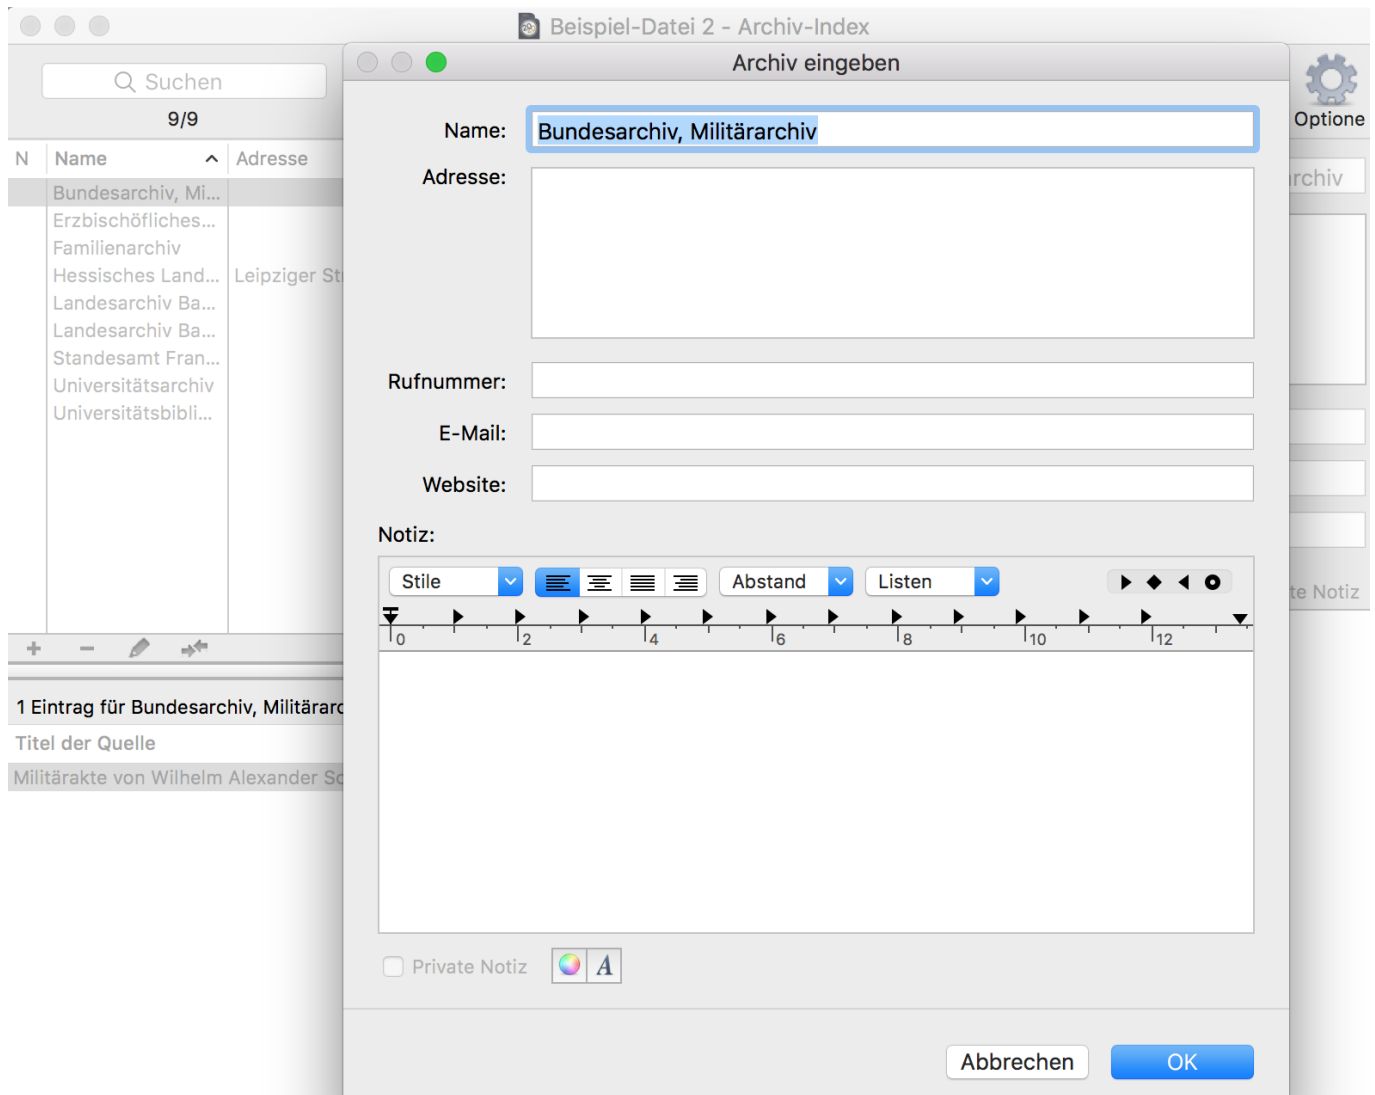 Beispiel-Datei 2 - Archiv-Index
Suchen
9/9
Optione
N Name Adresse
Bundesarchiv, Mi...
Erzbischöfliches...
Familienarchiv
Hessisches Land... Leipziger St
Landesarchiv Ba...
Landesarchiv Ba...
Standesamt Fran...
Universitätsarchiv
Universitätsbibli...
1 Eintrag für Bundesarchiv, Militärarc
Titel der Quelle
Militärakte von Wilhelm Alexander Sc
Archiv eingeben
Name: Bundesarchiv, Militärarchiv
Adresse:
Rufnummer:
E-Mail:
Website:
Notiz:
Stile Abstand Listen
0 2 4 6 8 10 12
Private Notiz A
Abbrechen OK
rchiv
te Notiz